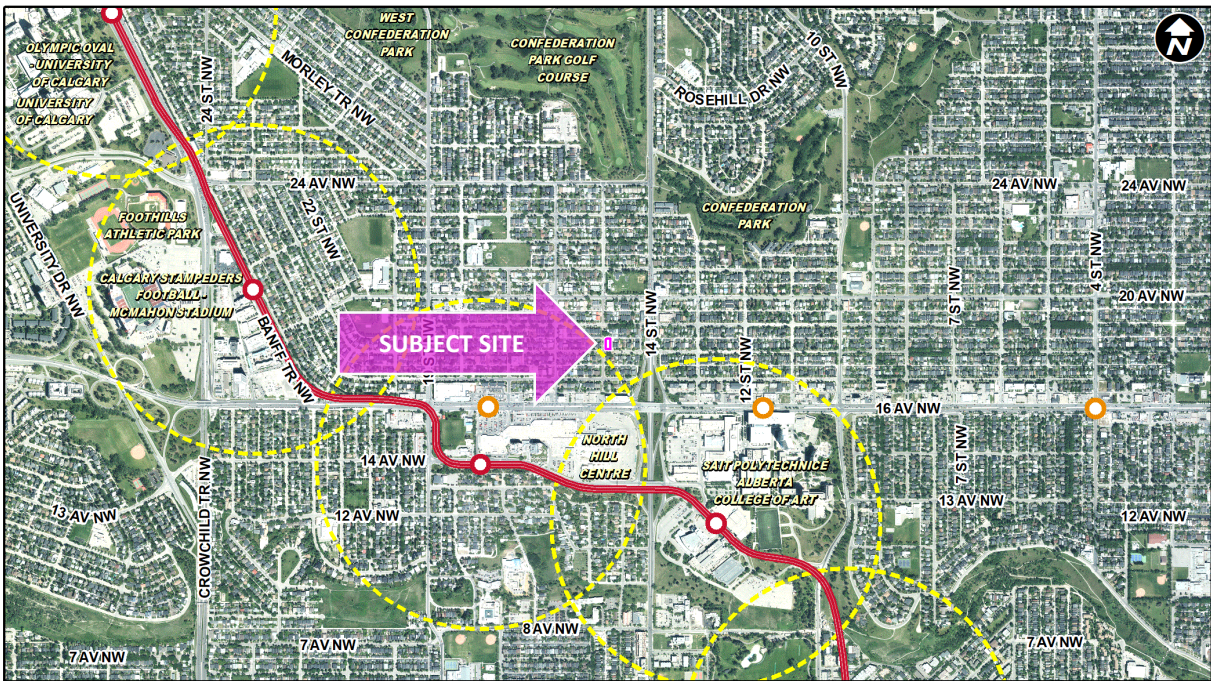 WEST
CONFEDERATION
PARK
CONFEDERATION
PARK GOLF
COURSE
10 ST NW
N
OLYMPIC OVAL
- UNIVERSITY
OF CALGARY
UNIVERSITY
OF CALGARY
24 ST NW
MORLEY TR NW
ROSEHILL DR NW
24 AV NW
24 AV NW
24 AV NW
UNIVERSITY DR NW
FOOTHILLS
ATHLETIC PARK
22 ST NW
CONFEDERATION
PARK
CALGARY STAMPEDERS
FOOTBALL -
MCMAHON STADIUM
7 ST NW
4 ST NW
20 AV NW
BANFF TR NW
SUBJECT SITE
14 ST NW
12 ST NW
16 AV NW
14 AV NW
NORTH
HILL
CENTRE
SAIT POLYTECHNICE
ALBERTA
COLLEGE OF ART
7 ST NW
13 AV NW
12 AV NW
13 AV NW
12 AV NW
CROWCHILD TR NW
8 AV NW
7 AV NW
7 AV NW
7 AV NW